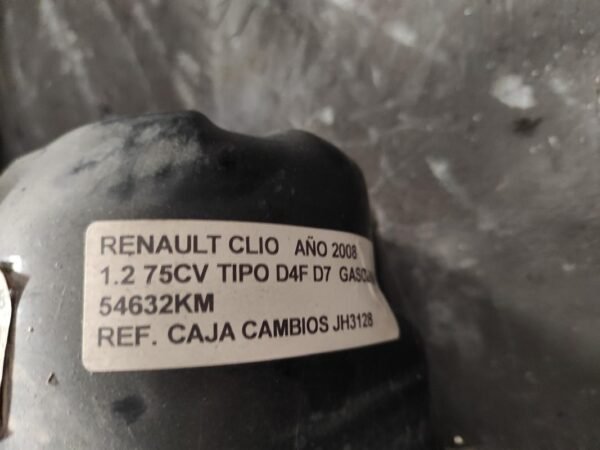 RENAULT CLIO AÑO 2008
1.2 75CV TIPO D4F D7
54632KM
REF. CAJA CAMBIOS JH3128